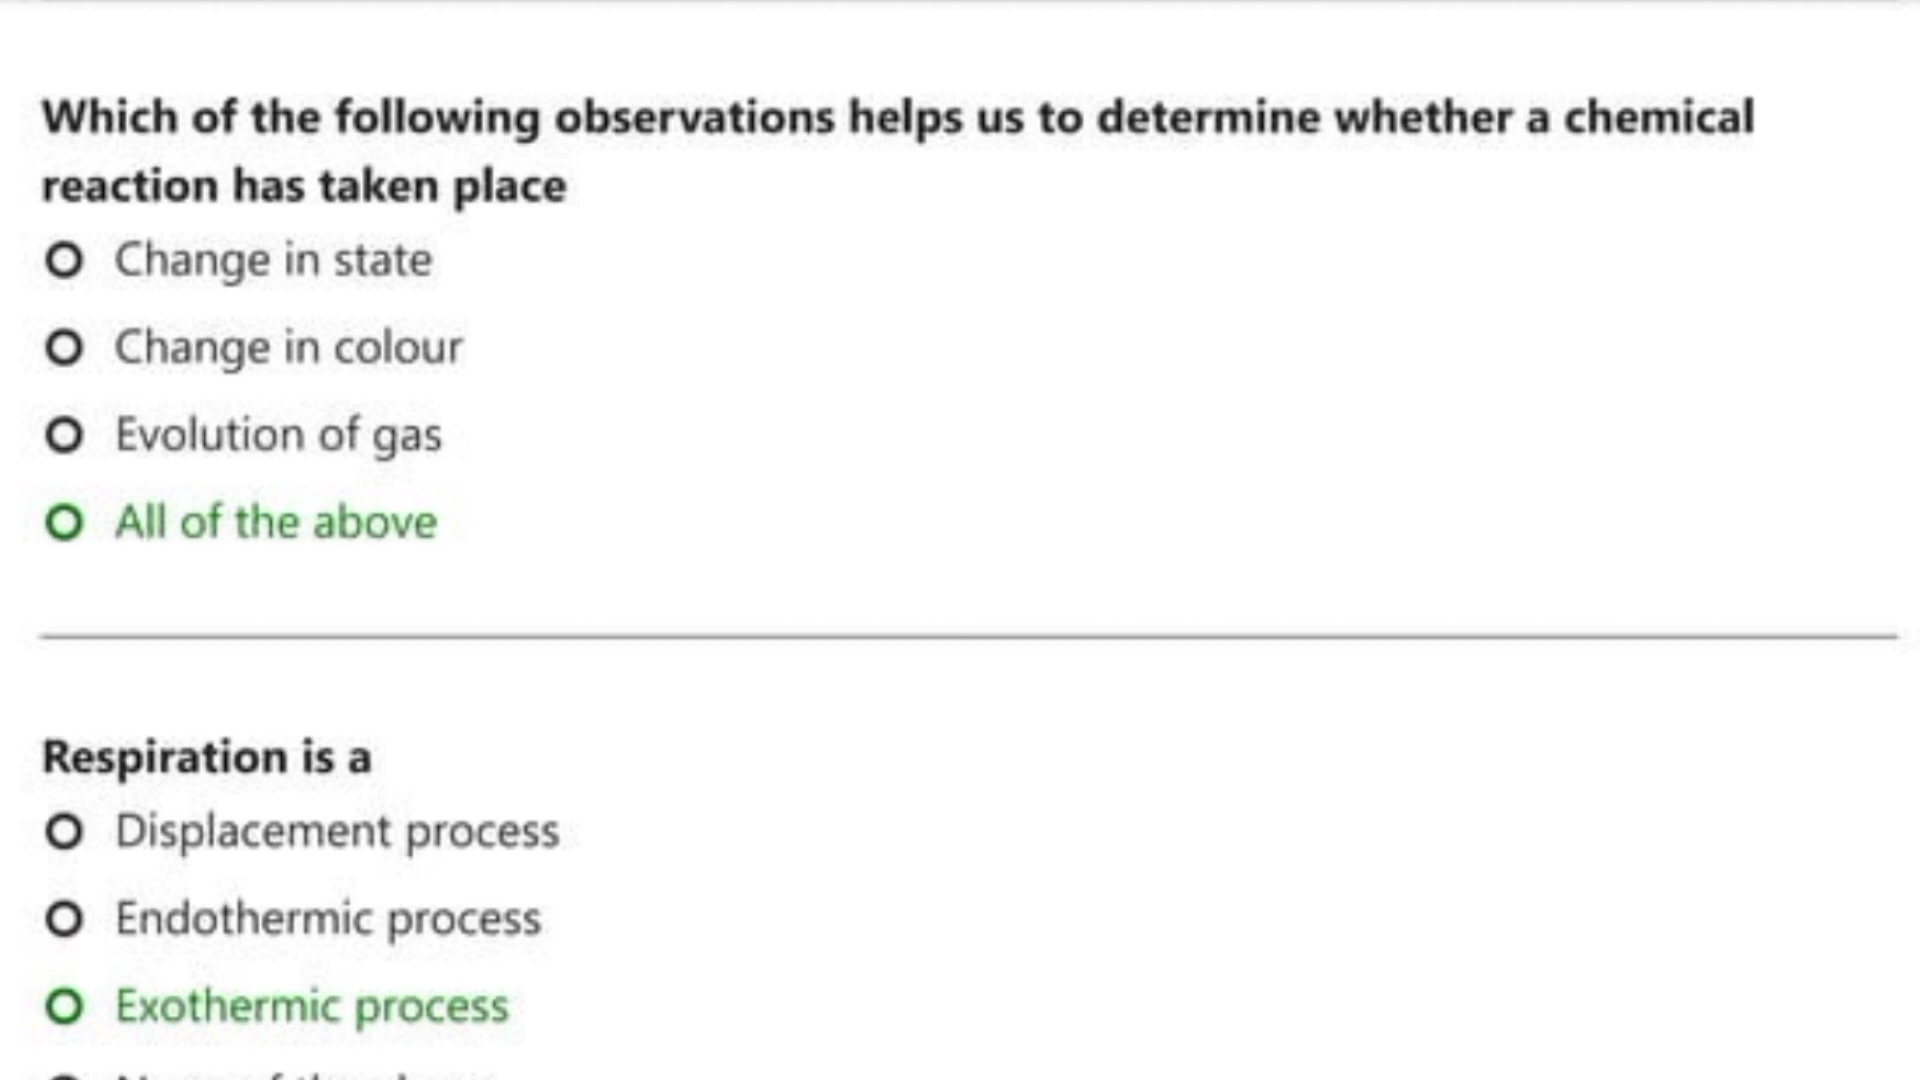 Which of the following observations helps us to determine whether a chemical
reaction has taken place
Change in state
Change in colour
Evolution of gas
All of the above
Respiration is a
Displacement process
Endothermic process
Exothermic process